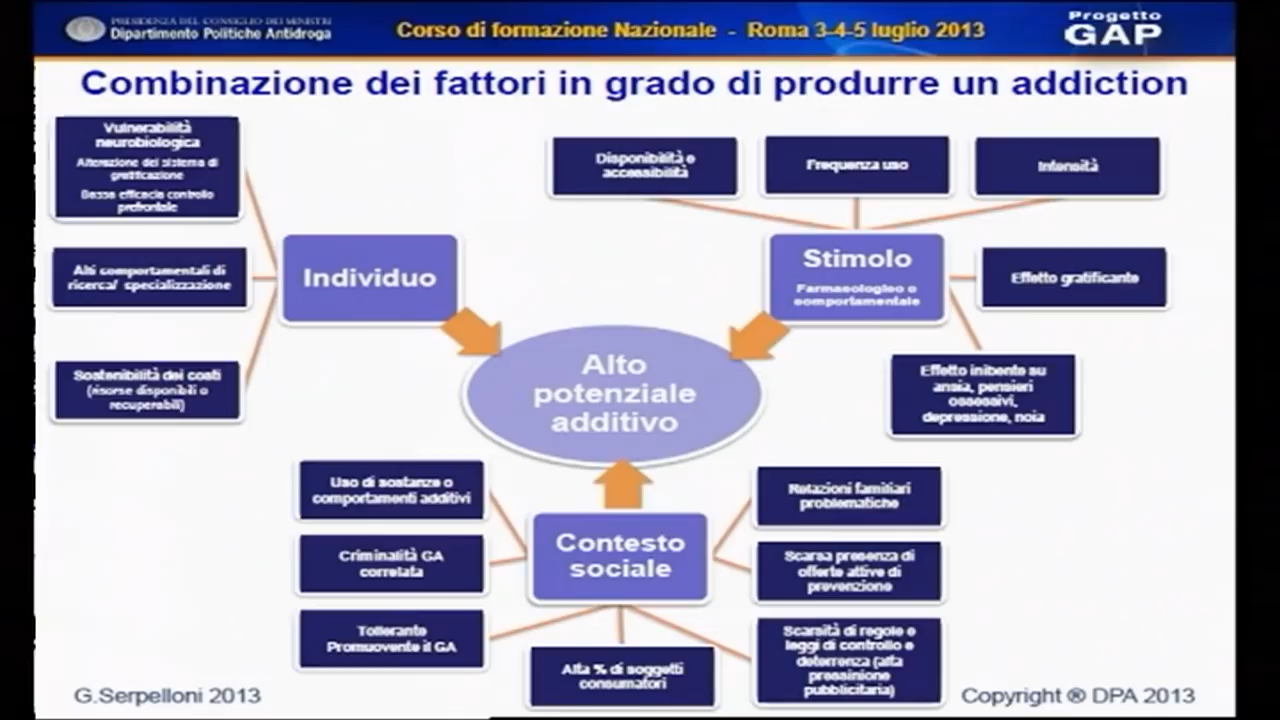 PRESIDENZA DEL CONSIGLIO DEI MINISTRI
Dipartimento Politiche Antidroga
Corso di formazione Nazionale - Roma 3-4-5 luglio 2013
Progetto
GAP
Combinazione dei fattori in grado di produrre un addiction
Vulnerabilità
neurobiologica
Alterazione del sistema di
gratificazione
Bassa efficacia controllo
prefrontale
Alti comportamentali di
ricerca/ specializzazione
Sostenibilità dei costi
(risorse disponibili o
recuperabili)
Individuo
Disponibilità e
accessibilità
Frequenza uso
Intensità
Stimolo
Farmacologico o
comportamentale
Effetto gratificante
Effetto inibente su
ansia, pensieri
ossessivi,
depressione, noia
Alto
potenziale
additivo
Uso di sostanze o
comportamenti additivi
Criminalità GA
correlata
Tollerante
Promuovente il GA
Contesto
sociale
Alta % di soggetti
consumatori
Relazioni familiari
problematiche
Scarsa presenza di
offerte attive di
prevenzione
Scarsità di regole e
leggi di controllo e
deterrenza (alta
pressinione
pubblicitaria)
G.Serpelloni 2013
Copyright ® DPA 2013